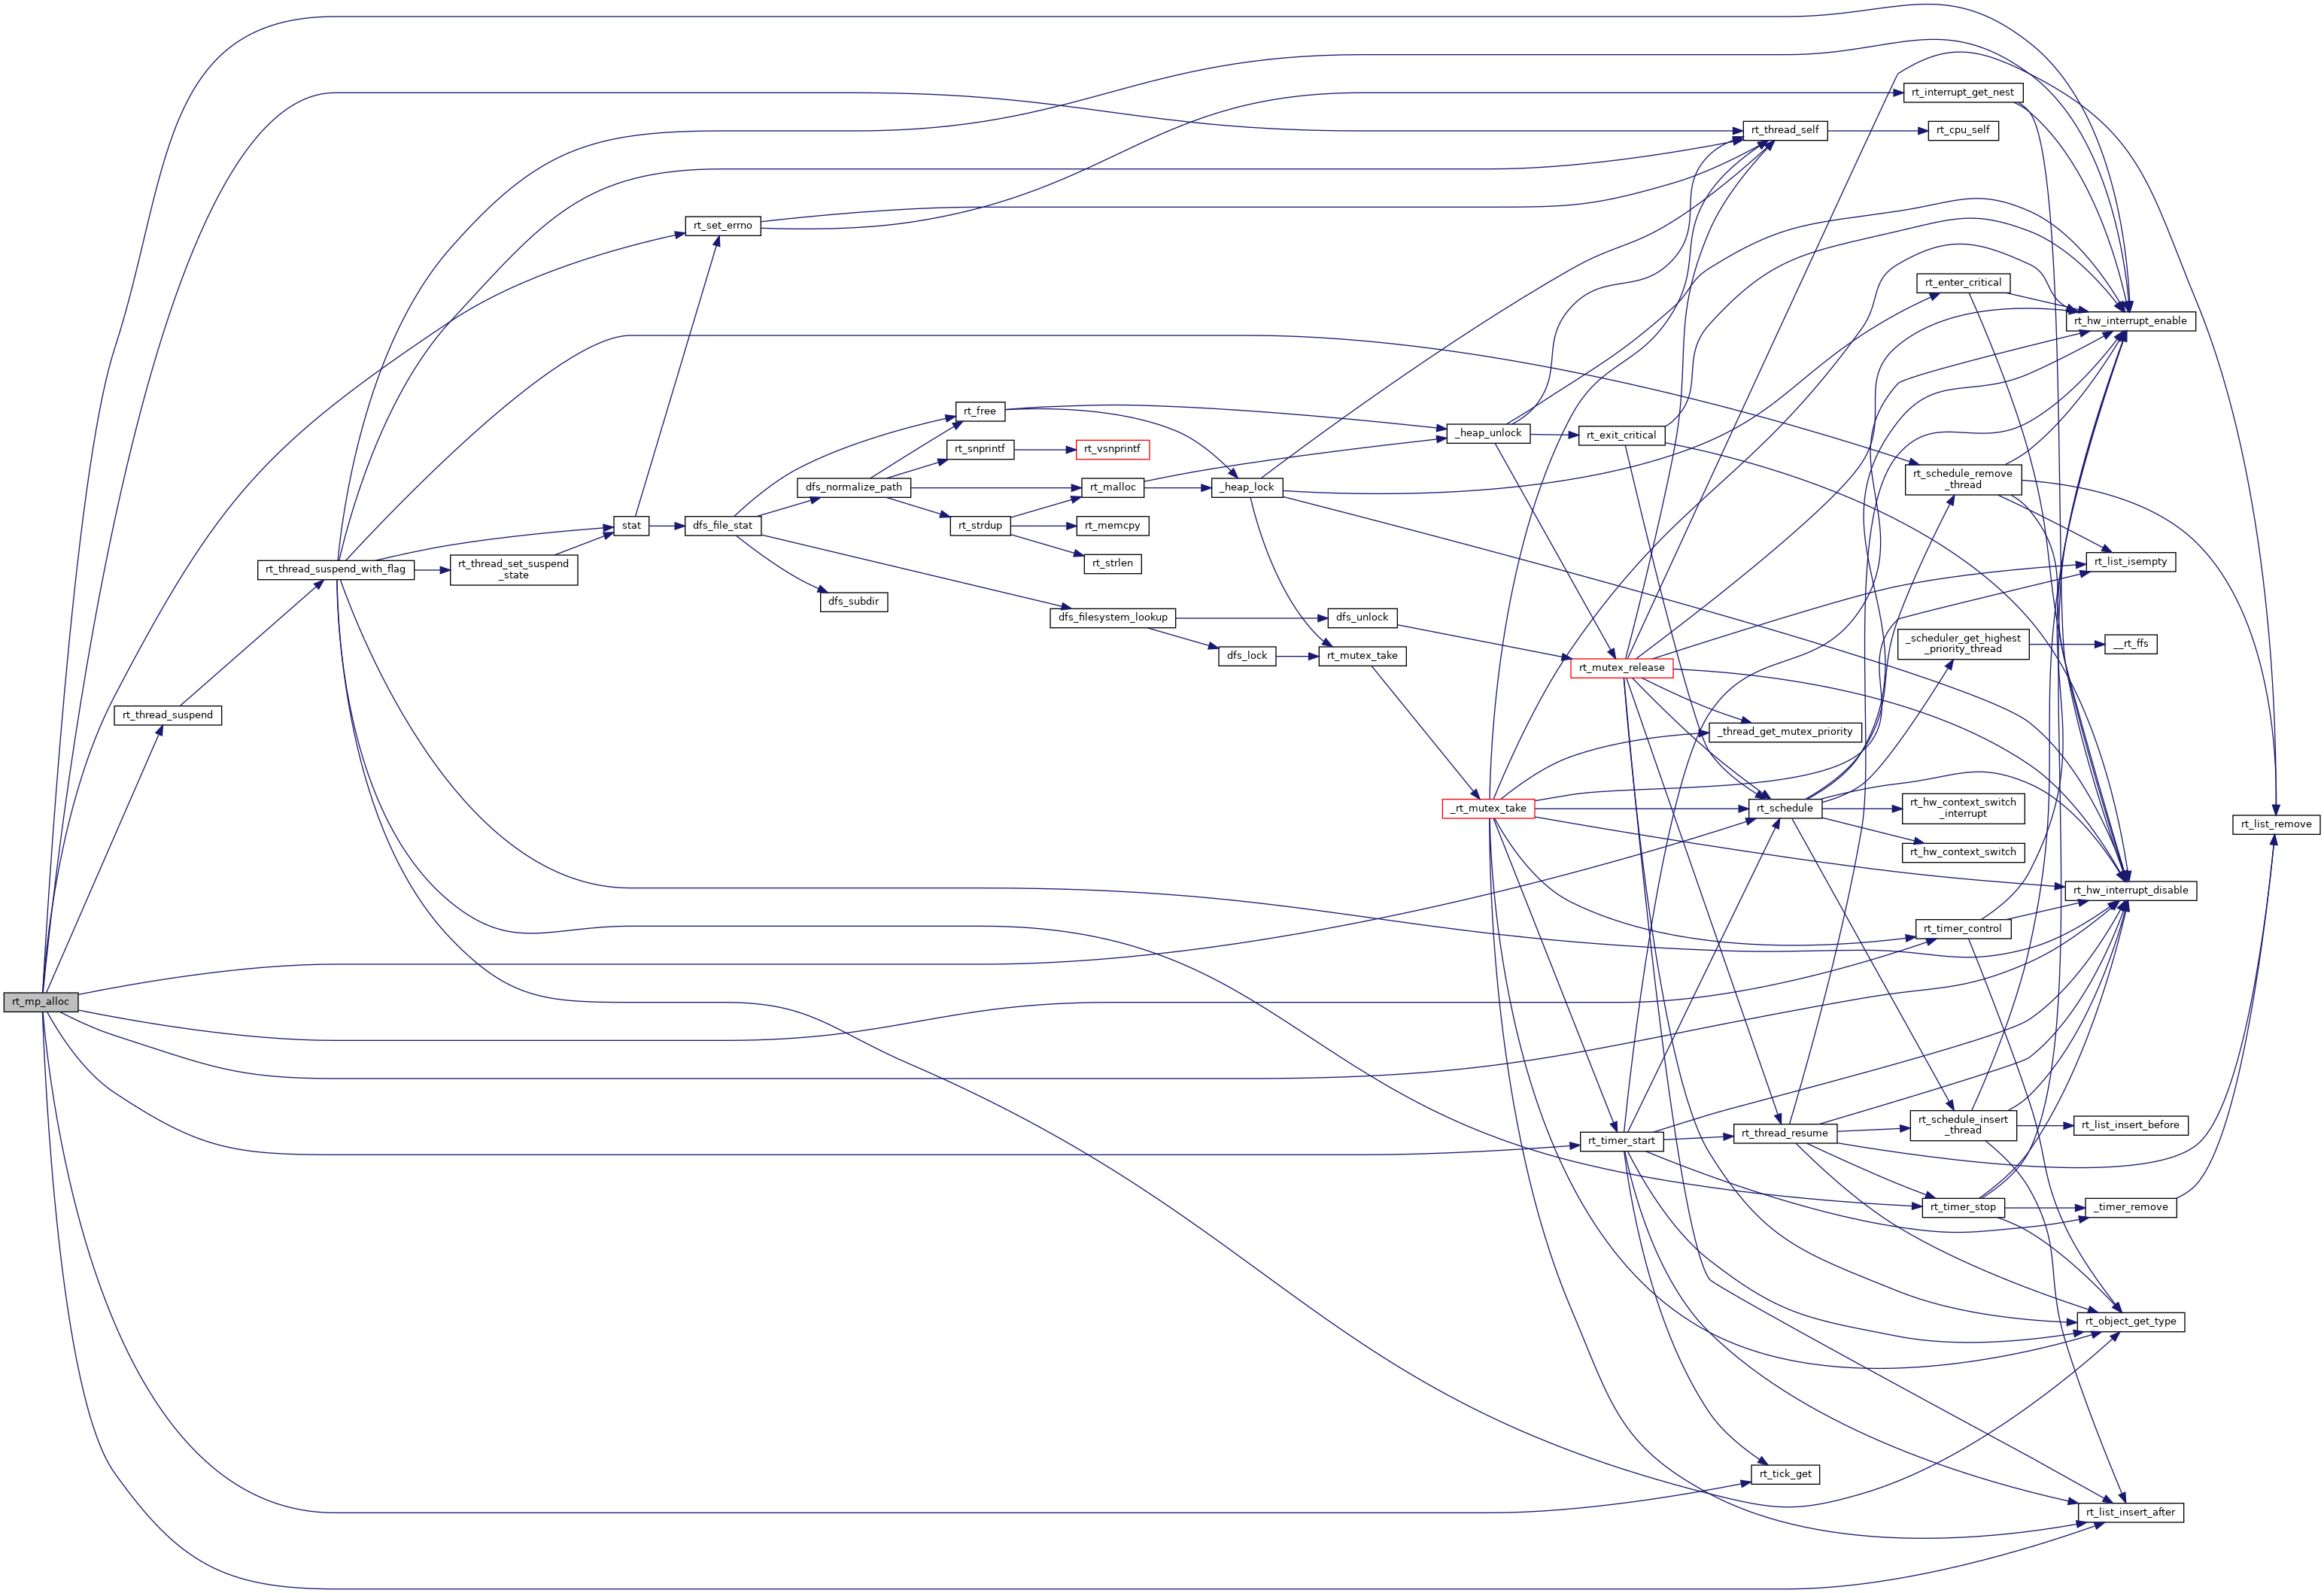 rt_interrupt_get_nest
rt_thread_self
rt_cpu_self
rt_set_errno
rt_enter_critical
rt_hw_interrupt_enable
rt_free
_heap_unlock
rt_exit_critical
rt_snprintf
rt_vsnprintf
rt_schedule_remove
_thread
dfs_normalize_path
rt_malloc
_heap_lock
stat
dfs_file_stat
rt_strdup
rt_memcpy
rt_thread_suspend_with_flag
rt_thread_set_suspend
_state
rt_strlen
rt_list_isempty
dfs_subdir
dfs_filesystem_lookup
dfs_unlock
_scheduler_get_highest
_priority_thread
__rt_ffs
dfs_lock
rt_mutex_take
rt_mutex_release
rt_thread_suspend
_thread_get_mutex_priority
_rt_mutex_take
rt_schedule
rt_hw_context_switch
_interrupt
rt_list_remove
rt_hw_context_switch
rt_hw_interrupt_disable
rt_timer_control
rt_mp_alloc
rt_schedule_insert
_thread
rt_list_insert_before
rt_timer_start
rt_thread_resume
rt_timer_stop
_timer_remove
rt_object_get_type
rt_tick_get
rt_list_insert_after